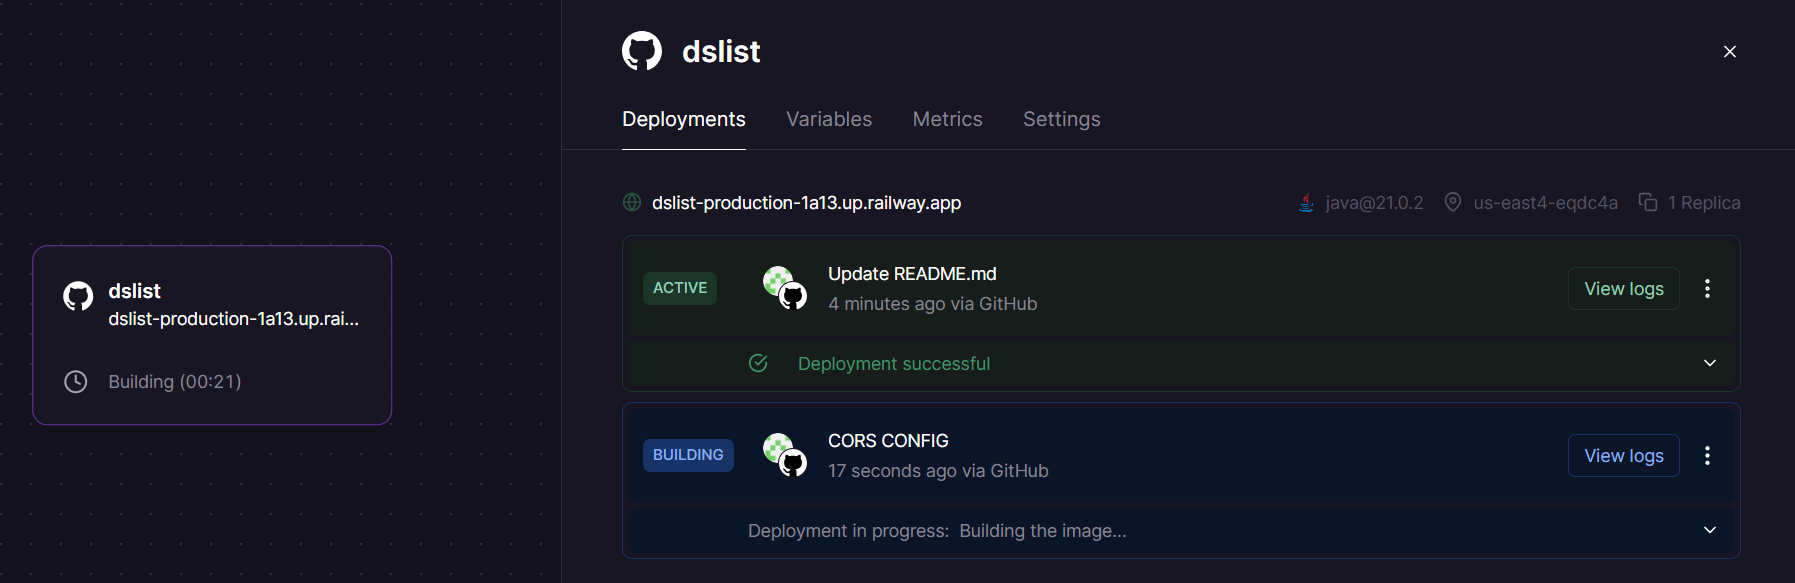 dslist
dslist-production-1a13.up.rai...
Building (00:21)
dslist
Deployments Variables Metrics Settings
dslist-production-1a13.up.railway.app java@21.0.2 us-east4-eqdc4a 1 Replica
ACTIVE
Update README.md
4 minutes ago via GitHub
View logs
Deployment successful
BUILDING
CORS CONFIG
17 seconds ago via GitHub
View logs
Deployment in progress: Building the image...